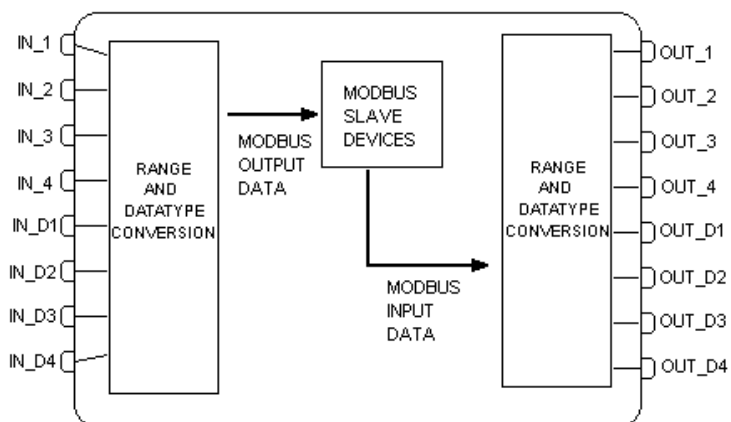 IN_1
IN_2
IN_3
IN_4
IN_D1
IN_D2
IN_D3
IN_D4
RANGE
AND
DATATYPE
CONVERSION
MODBUS
OUTPUT
DATA
MODBUS
SLAVE
DEVICES
MODBUS
INPUT
DATA
RANGE
AND
DATATYPE
CONVERSION
OUT_1
OUT_2
OUT_3
OUT_4
OUT_D1
OUT_D2
OUT_D3
OUT_D4